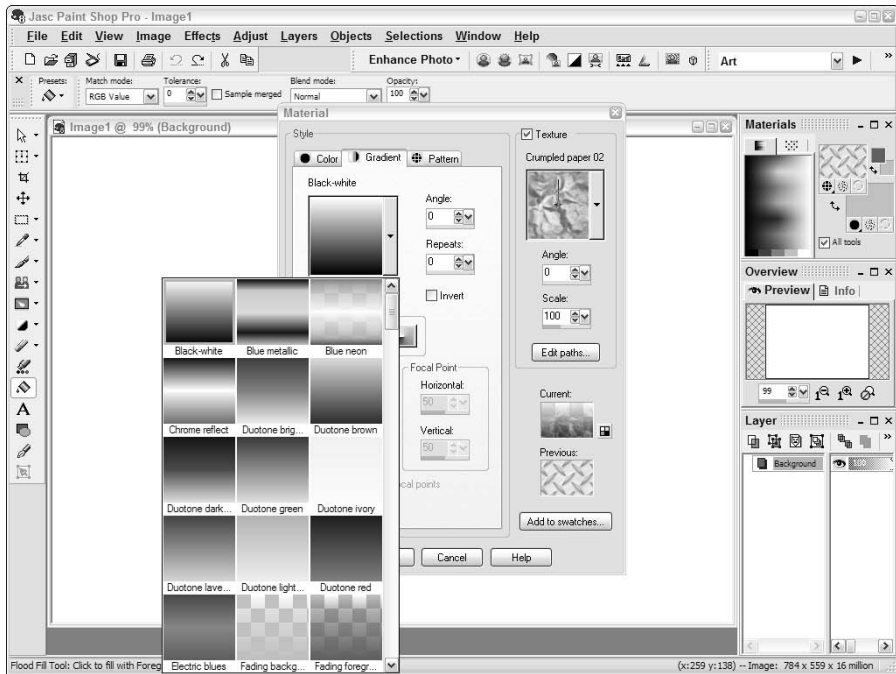 Jasc Paint Shop Pro - Image1
File Edit View Image Effects Adjust Layers Objects Selections Window Help
Enhance Photo
Art
Presets:
Match mode:
RGB Value
Tolerance:
0
Sample merged
Blend mode:
Normal
Opacity:
100
Image1 @ 99% (Background)
Material
Style
Color
Gradient
Pattern
Black-white
Angle:
0
Repeats:
0
Invert
Focal Point
Horizontal:
50
Vertical:
50
Texture
Crumpled paper 02
Angle:
0
Scale:
100
Edit paths...
Current:
Previous:
Add to swatches...
Cancel
Help
Black-white
Blue metallic
Blue neon
Chrome reflect
Duotone brig...
Duotone brown
Duotone dark...
Duotone green
Duotone ivory
Duotone lave...
Duotone light...
Duotone red
Electric blues
Fading backg...
Fading foregr...
Materials
All tools
Overview
Preview
Info
99
Layer
Background
Flood Fill Tool: Click to fill with Foreg
(x:259 y:138) -- Image: 784 x 559 x 16 million